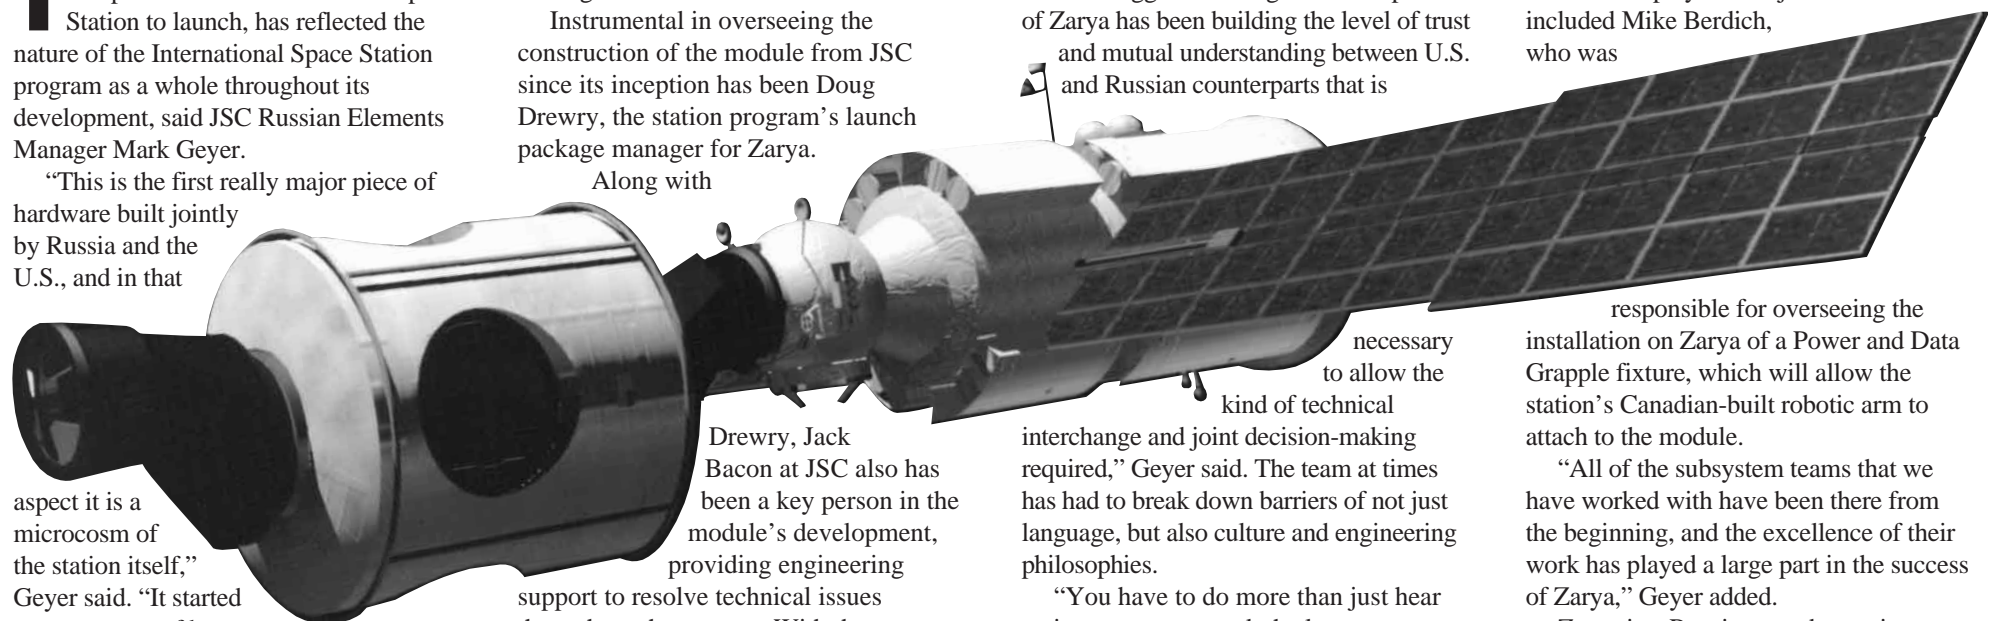 Station to launch, has reflected the
nature of the International Space Station
program as a whole throughout its
development, said JSC Russian Elements
Manager Mark Geyer.
“This is the first really major piece of
hardware built jointly
by Russia and the
U.S., and in that
aspect it is a
microcosm of
the station itself,”
Geyer said. “It started
Instrumental in overseeing the
construction of the module from JSC
since its inception has been Doug
Drewry, the station program’s launch
package manager for Zarya.
Along with
Drewry, Jack
Bacon at JSC also has
been a key person in the
module’s development,
providing engineering
support to resolve technical issues
of Zarya has been building the level of trust
and mutual understanding between U.S.
and Russian counterparts that is
necessary
to allow the
kind of technical
interchange and joint decision-making
required,” Geyer said. The team at times
has had to break down barriers of not just
language, but also culture and engineering
philosophies.
“You have to do more than just hear
included Mike Berdich,
who was
responsible for overseeing the
installation on Zarya of a Power and Data
Grapple fixture, which will allow the
station’s Canadian-built robotic arm to
attach to the module.
“All of the subsystem teams that we
have worked with have been there from
the beginning, and the excellence of their
work has played a large part in the success
of Zarya,” Geyer added.